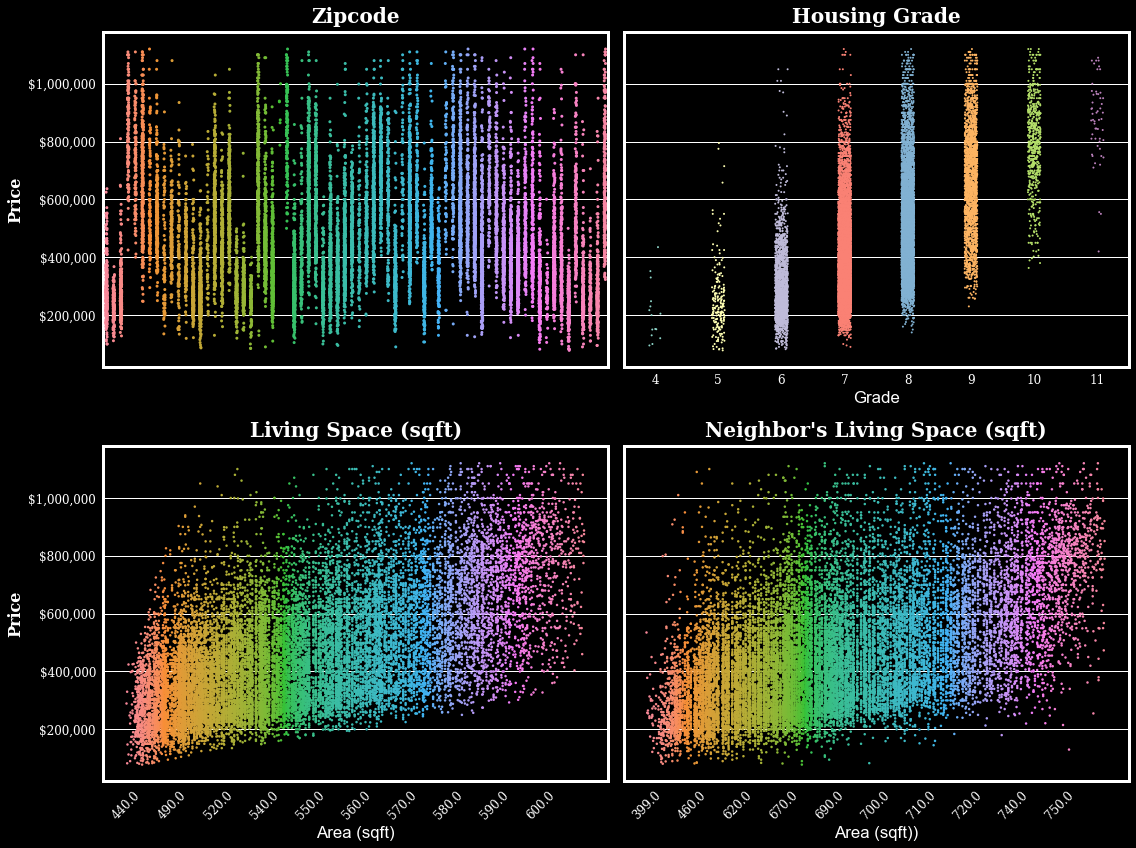 Zipcode
Housing Grade
Price
$1,000,000
$800,000
$600,000
$400,000
$200,000
4 5 6 7 8 9 10 11
Grade
Living Space (sqft)
Neighbor's Living Space (sqft)
Price
$1,000,000
$800,000
$600,000
$400,000
$200,000
440.0 490.0 520.0 540.0 550.0 560.0 570.0 580.0 590.0 600.0
399.0 460.0 620.0 670.0 690.0 700.0 710.0 720.0 740.0 750.0
Area (sqft)
Area (sqft))